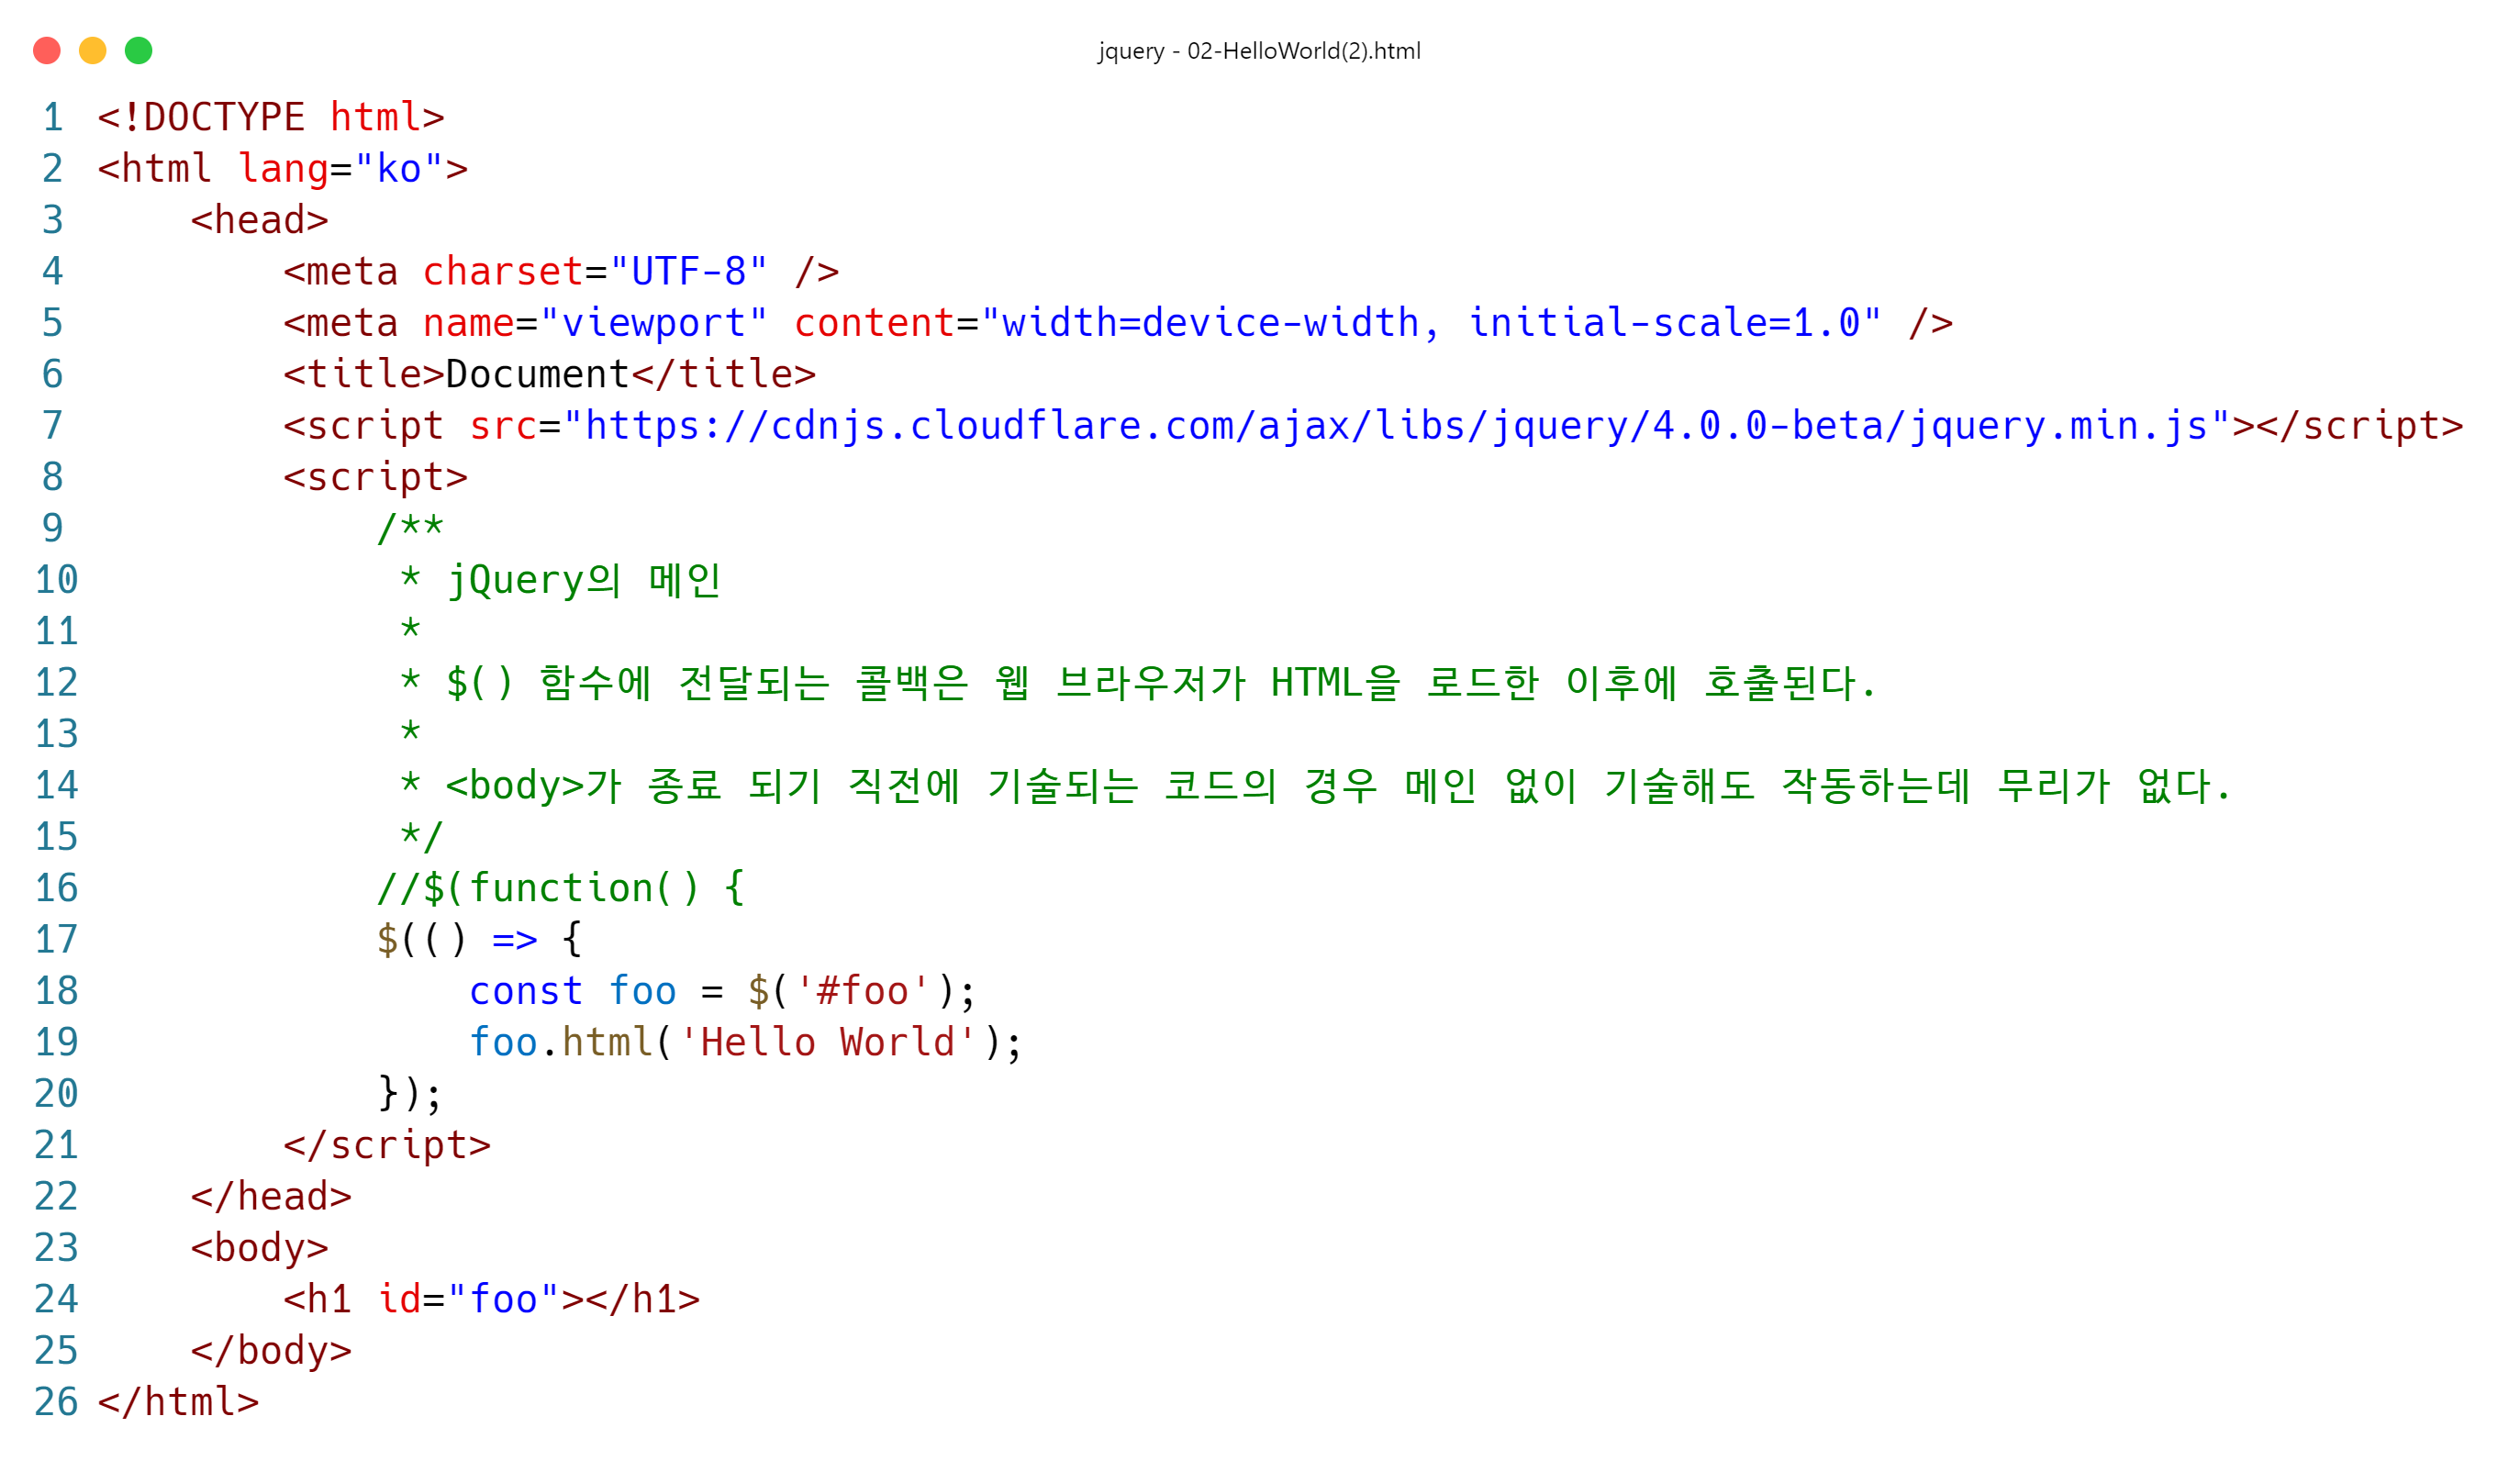 jquery - 02-HelloWorld(2).html
1 <!DOCTYPE html>
2 <html lang="ko">
3     <head>
4         <meta charset="UTF-8" />
5         <meta name="viewport" content="width=device-width, initial-scale=1.0" />
6         <title>Document</title>
7         <script src="https://cdnjs.cloudflare.com/ajax/libs/jquery/4.0.0-beta/jquery.min.js"></script>
8         <script>
9             /**
10             * jQuery의 메인
11             *
12             * $() 함수에 전달되는 콜백은 웹 브라우저가 HTML을 로드한 이후에 호출된다.
13             *
14             * <body>가 종료 되기 직전에 기술되는 코드의 경우 메인 없이 기술해도 작동하는데 무리가 없다.
15             */
16            //$(function() {
17            $(() => {
18                const foo = $('#foo');
19                foo.html('Hello World');
20            });
21        </script>
22    </head>
23    <body>
24        <h1 id="foo"></h1>
25    </body>
26 </html>